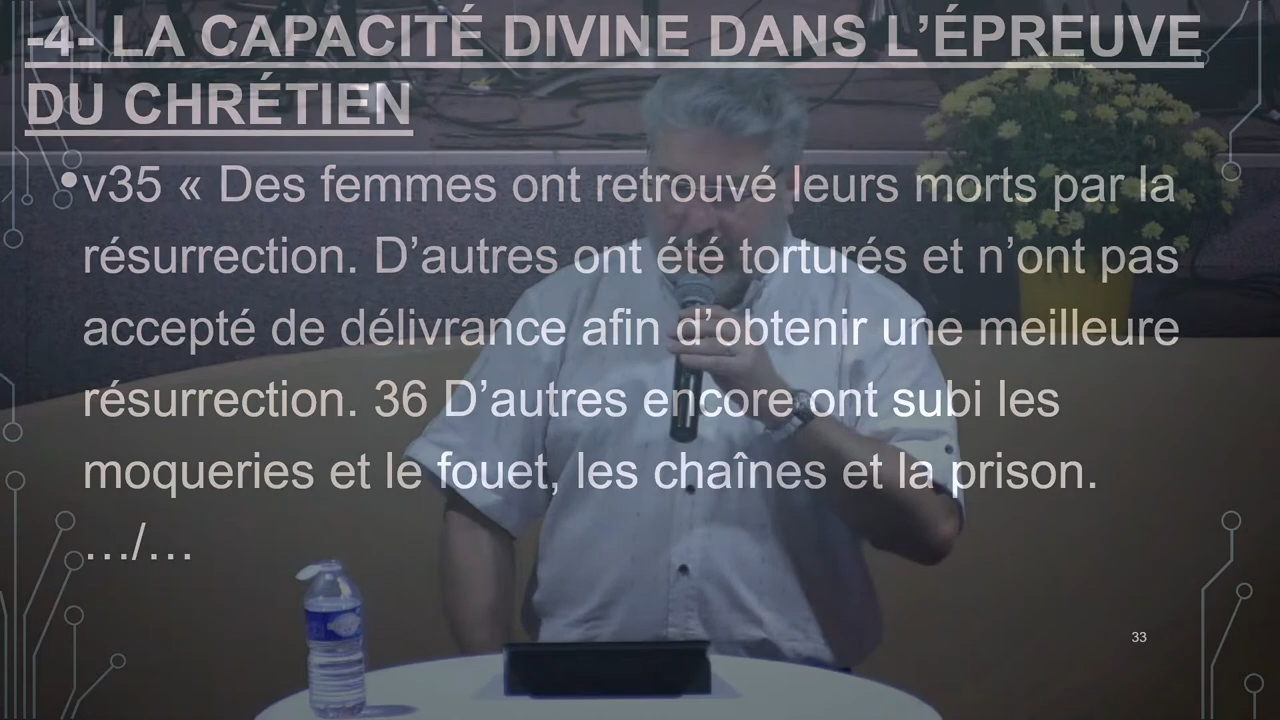 -4- LA CAPACITÉ DIVINE DANS L’ÉPREUVE
DU CHRÉTIEN
•v35 « Des femmes ont retrouvé leurs morts par la
résurrection. D’autres ont été torturés et n’ont pas
accepté de délivrance afin d’obtenir une meilleure
résurrection. 36 D’autres encore ont subi les
moqueries et le fouet, les chaînes et la prison.
…/…
33